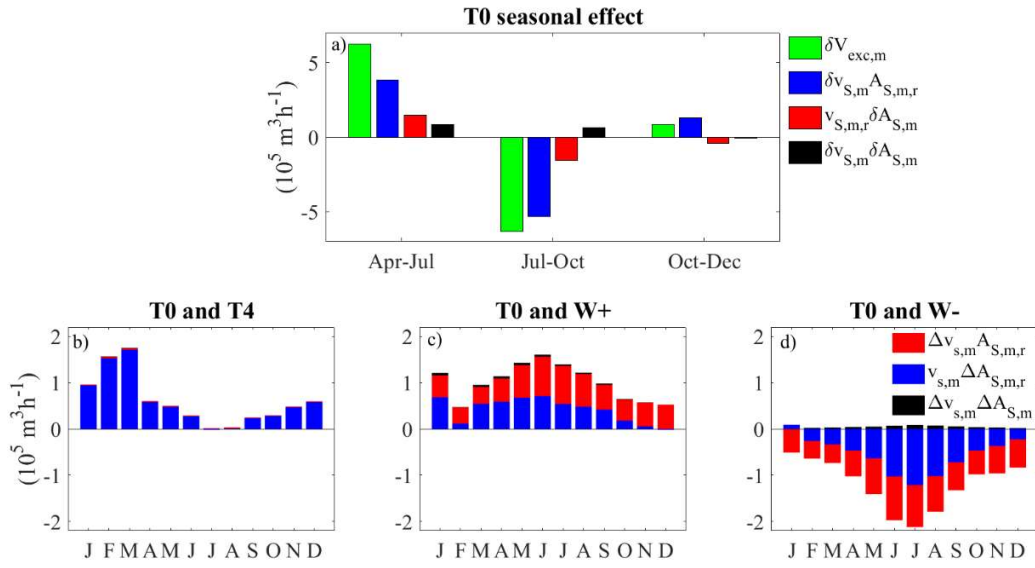 T0 seasonal effect
a)
5
0
-5
(10⁵ m³h⁻¹)
Apr-Jul
Jul-Oct
Oct-Dec
δV_exc,m
δv_S,m A_S,m,r
v_S,m,r δA_S,m
δv_S,m δA_S,m
T0 and T4
b)
2
1
0
-1
-2
(10⁵ m³h⁻¹)
J F M A M J J A S O N D
T0 and W+
c)
2
1
0
-1
-2
J F M A M J J A S O N D
T0 and W-
d)
2
1
0
-1
-2
Δv_s,m A_S,m,r
v_s,m ΔA_S,m,r
Δv_s,m ΔA_S,m
J F M A M J J A S O N D